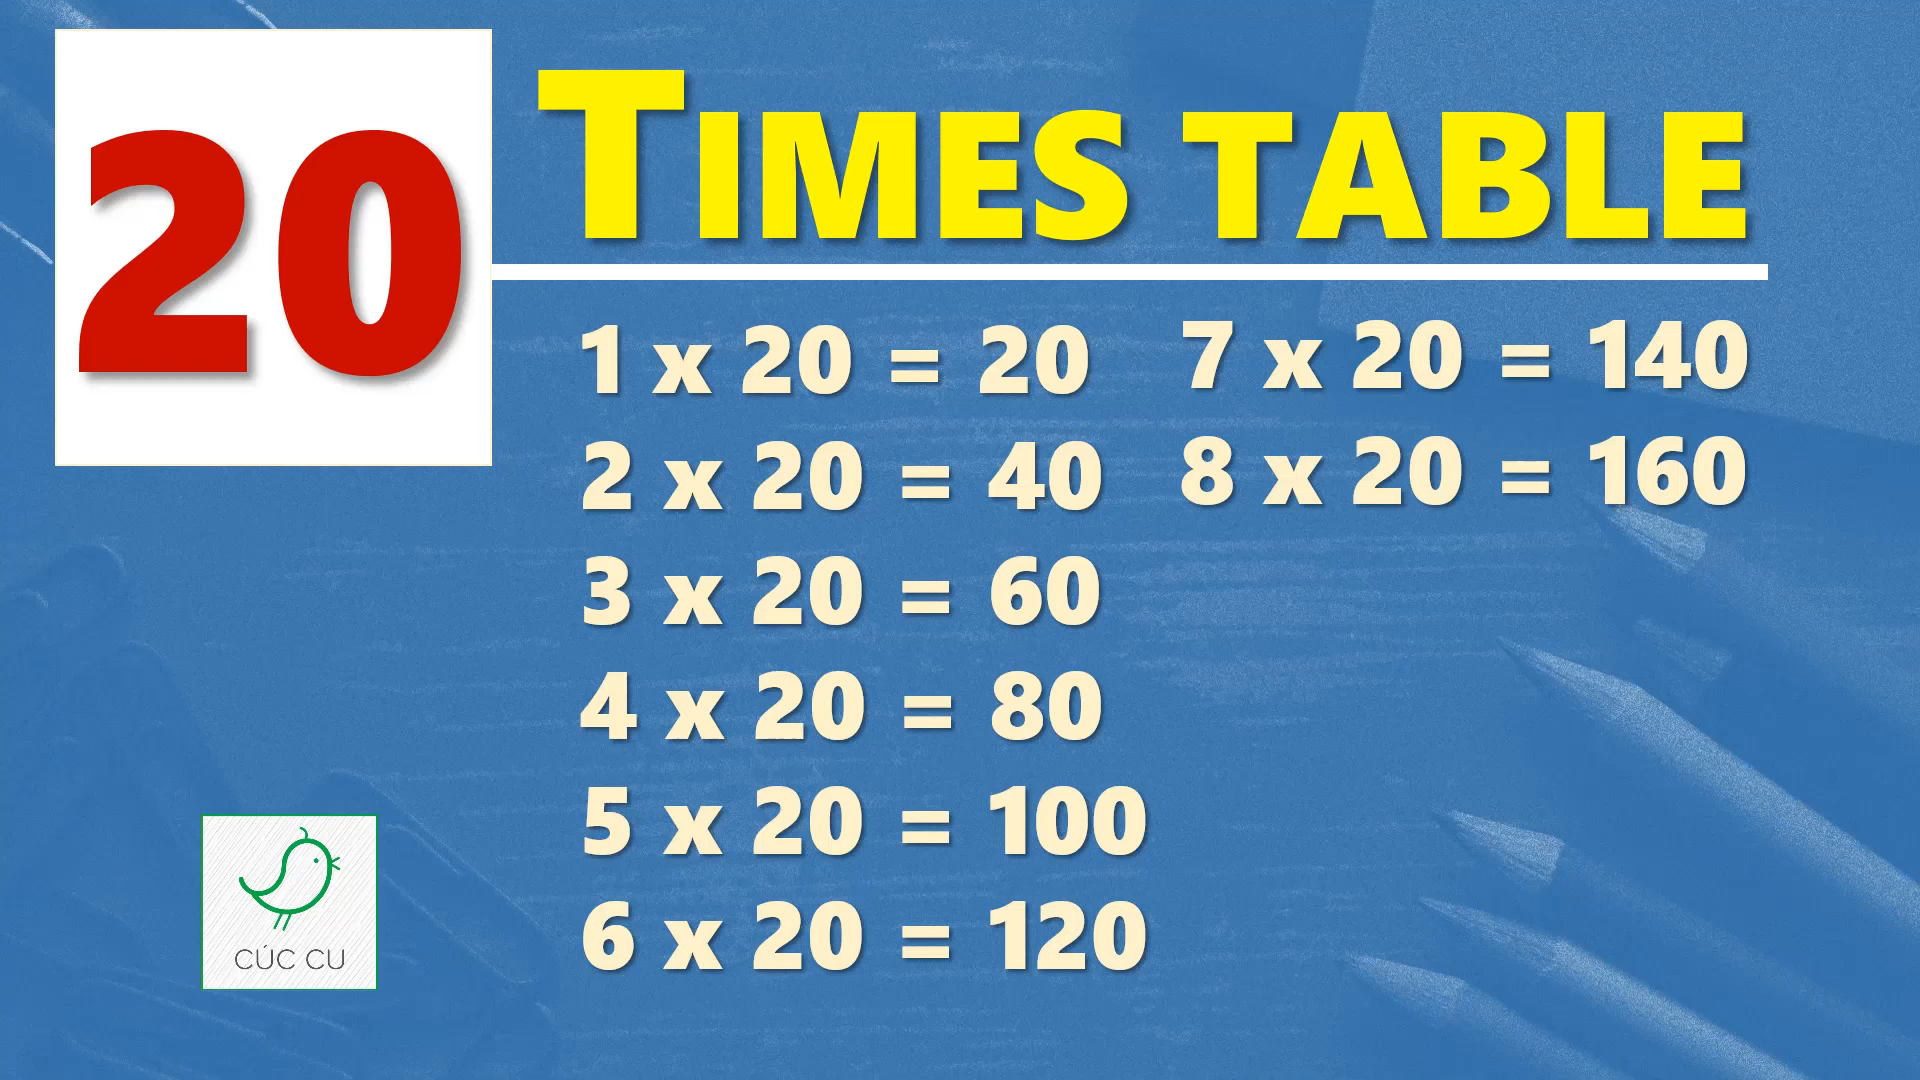 20
TIMES TABLE
1 x 20 = 20
2 x 20 = 40
3 x 20 = 60
4 x 20 = 80
5 x 20 = 100
6 x 20 = 120
7 x 20 = 140
8 x 20 = 160
CÚC CU